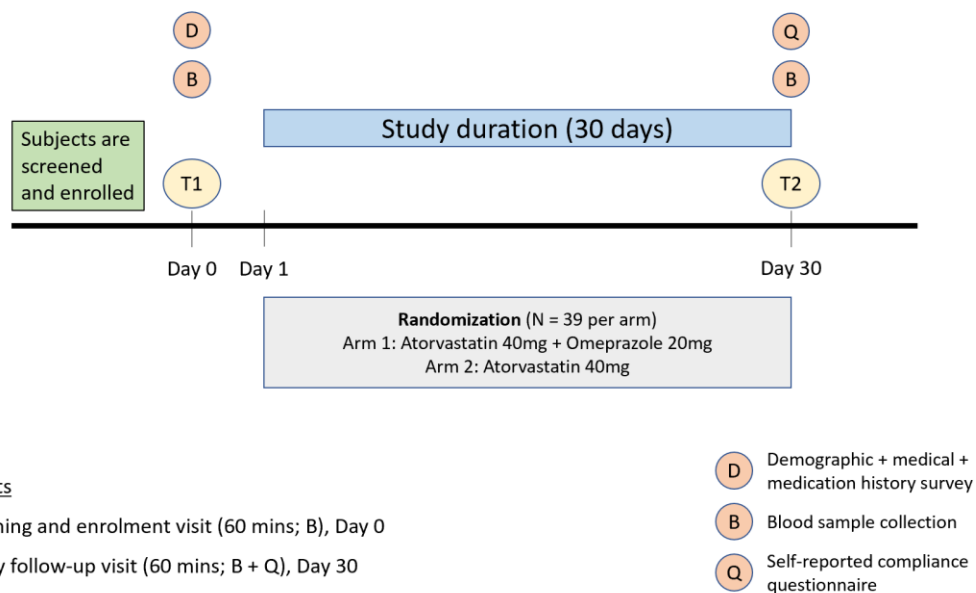 D
Q
B
B
Study duration (30 days)
Subjects are
screened
and enrolled
T1
T2
Day 0
Day 1
Day 30
Randomization (N = 39 per arm)
Arm 1: Atorvastatin 40mg + Omeprazole 20mg
Arm 2: Atorvastatin 40mg
ts
ning and enrolment visit (60 mins; B), Day 0
y follow-up visit (60 mins; B + Q), Day 30
D
Demographic + medical +
medication history survey
B
Blood sample collection
Q
Self-reported compliance
questionnaire